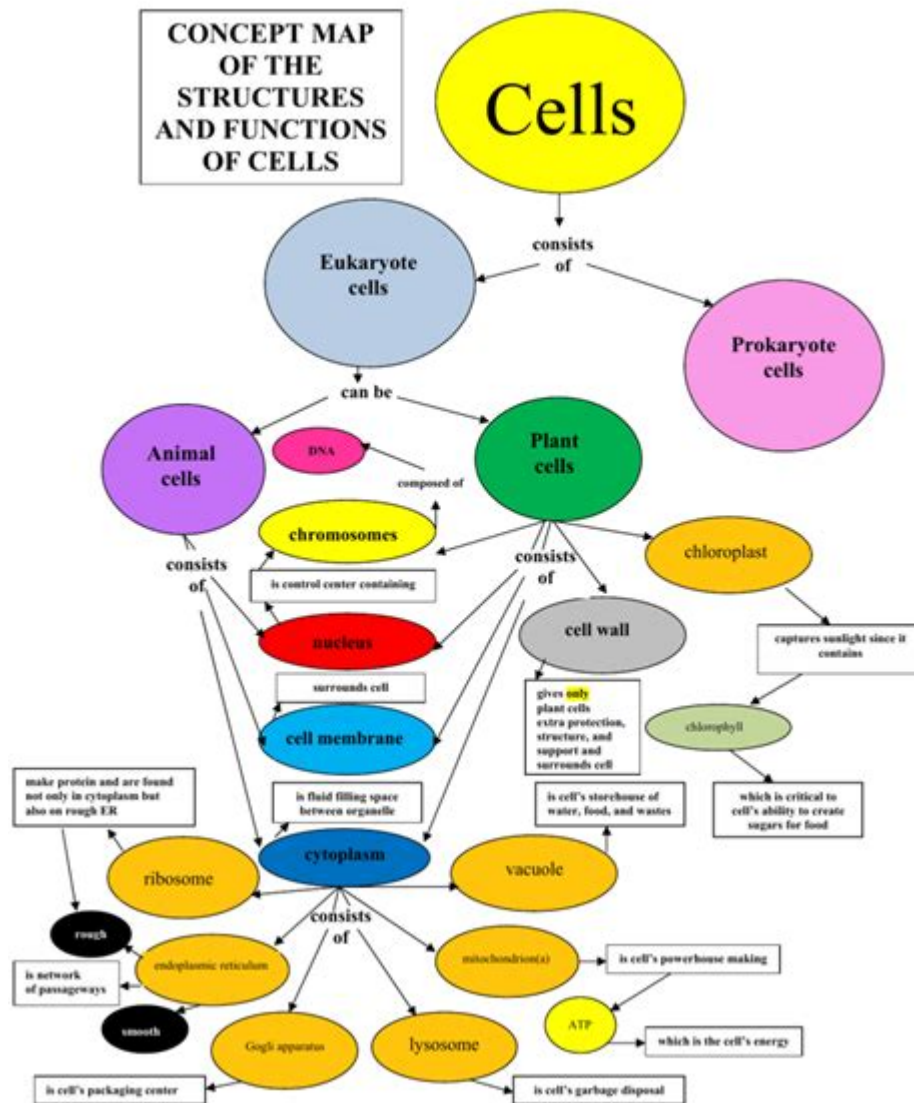 CONCEPT MAP
OF THE
STRUCTURES
AND FUNCTIONS
OF CELLS
Cells
consists
of
Eukaryote
cells
Prokaryote
cells
can be
Animal
cells
DNA
Plant
cells
composed of
chromosomes
consists
of
consists
of
chloroplast
is control center containing
nucleus
cell wall
captures sunlight since it
contains
surrounds cell
cell membrane
gives only
plant cells
extra protection,
structure, and
support and
surrounds cell
chlorophyll
make protein and are found
not only in cytoplasm but
also on rough ER
is fluid filling space
between organelle
is cell's storehouse of
water, food, and wastes
which is critical to
cell's ability to create
sugars for food
cytoplasm
ribosome
vacuole
consists
of
rough
endoplasmic reticulum
mitochondrion(a)
is cell's powerhouse making
is network
of passageways
smooth
Gogli apparatus
lysosome
ATP
which is the cell's energy
is cell's packaging center
is cell's garbage disposal